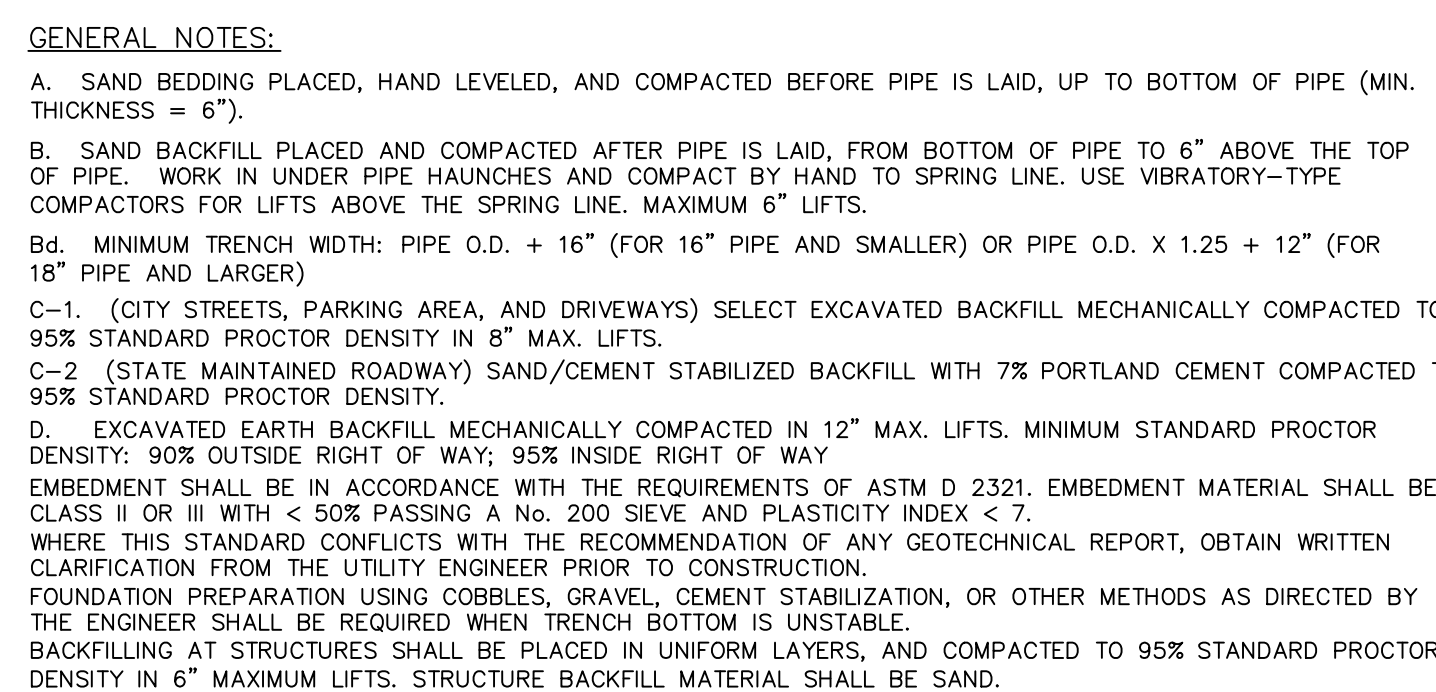 GENERAL NOTES:
A. SAND BEDDING PLACED, HAND LEVELED, AND COMPACTED BEFORE PIPE IS LAID, UP TO BOTTOM OF PIPE (MIN.
THICKNESS = 6").
B. SAND BACKFILL PLACED AND COMPACTED AFTER PIPE IS LAID, FROM BOTTOM OF PIPE TO 6" ABOVE THE TOP
OF PIPE. WORK IN UNDER PIPE HAUNCHES AND COMPACT BY HAND TO SPRING LINE. USE VIBRATORY-TYPE
COMPACTORS FOR LIFTS ABOVE THE SPRING LINE. MAXIMUM 6" LIFTS.
Bd. MINIMUM TRENCH WIDTH: PIPE O.D. + 16" (FOR 16" PIPE AND SMALLER) OR PIPE O.D. X 1.25 + 12" (FOR
18" PIPE AND LARGER)
C-1. (CITY STREETS, PARKING AREA, AND DRIVEWAYS) SELECT EXCAVATED BACKFILL MECHANICALLY COMPACTED TO
95% STANDARD PROCTOR DENSITY IN 8" MAX. LIFTS.
C-2 (STATE MAINTAINED ROADWAY) SAND/CEMENT STABILIZED BACKFILL WITH 7% PORTLAND CEMENT COMPACTED
95% STANDARD PROCTOR DENSITY.
D. EXCAVATED EARTH BACKFILL MECHANICALLY COMPACTED IN 12" MAX. LIFTS. MINIMUM STANDARD PROCTOR
DENSITY: 90% OUTSIDE RIGHT OF WAY; 95% INSIDE RIGHT OF WAY
EMBEDMENT SHALL BE IN ACCORDANCE WITH THE REQUIREMENTS OF ASTM D 2321. EMBEDMENT MATERIAL SHALL BE
CLASS II OR III WITH < 50% PASSING A No. 200 SIEVE AND PLASTICITY INDEX < 7.
WHERE THIS STANDARD CONFLICTS WITH THE RECOMMENDATION OF ANY GEOTECHNICAL REPORT, OBTAIN WRITTEN
CLARIFICATION FROM THE UTILITY ENGINEER PRIOR TO CONSTRUCTION.
FOUNDATION PREPARATION USING COBBLES, GRAVEL, CEMENT STABILIZATION, OR OTHER METHODS AS DIRECTED BY
THE ENGINEER SHALL BE REQUIRED WHEN TRENCH BOTTOM IS UNSTABLE.
BACKFILLING AT STRUCTURES SHALL BE PLACED IN UNIFORM LAYERS, AND COMPACTED TO 95% STANDARD PROCTOR
DENSITY IN 6" MAXIMUM LIFTS. STRUCTURE BACKFILL MATERIAL SHALL BE SAND.